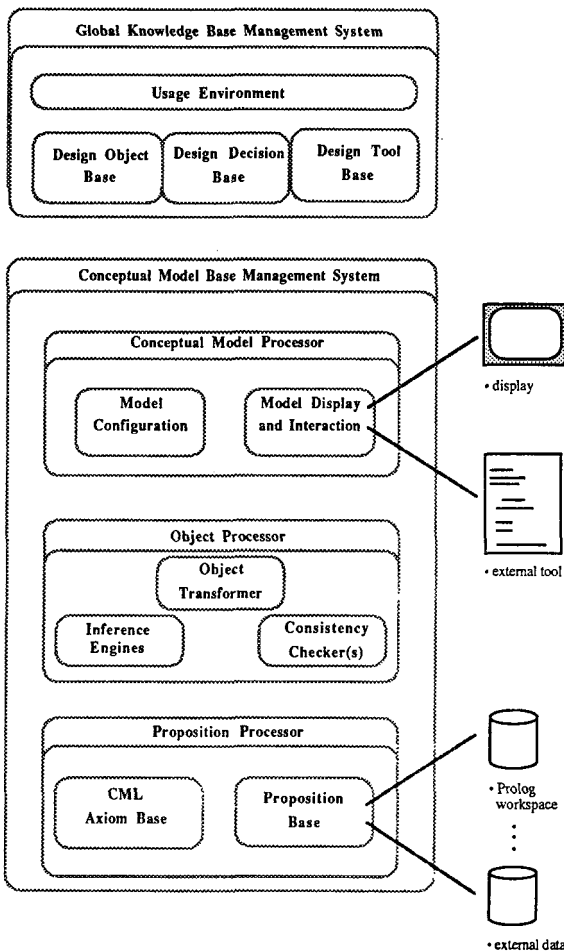 Global Knowledge Base Management System
Usage Environment
Design Object
Base
Design Decision
Base
Design Tool
Base
Conceptual Model Base Management System
Conceptual Model Processor
Model
Configuration
Model Display
and Interaction
• display
• external tool
Object Processor
Object
Transformer
Inference
Engines
Consistency
Checker(s)
Proposition Processor
CML
Axiom Base
Proposition
Base
• Prolog
workspace
• external data